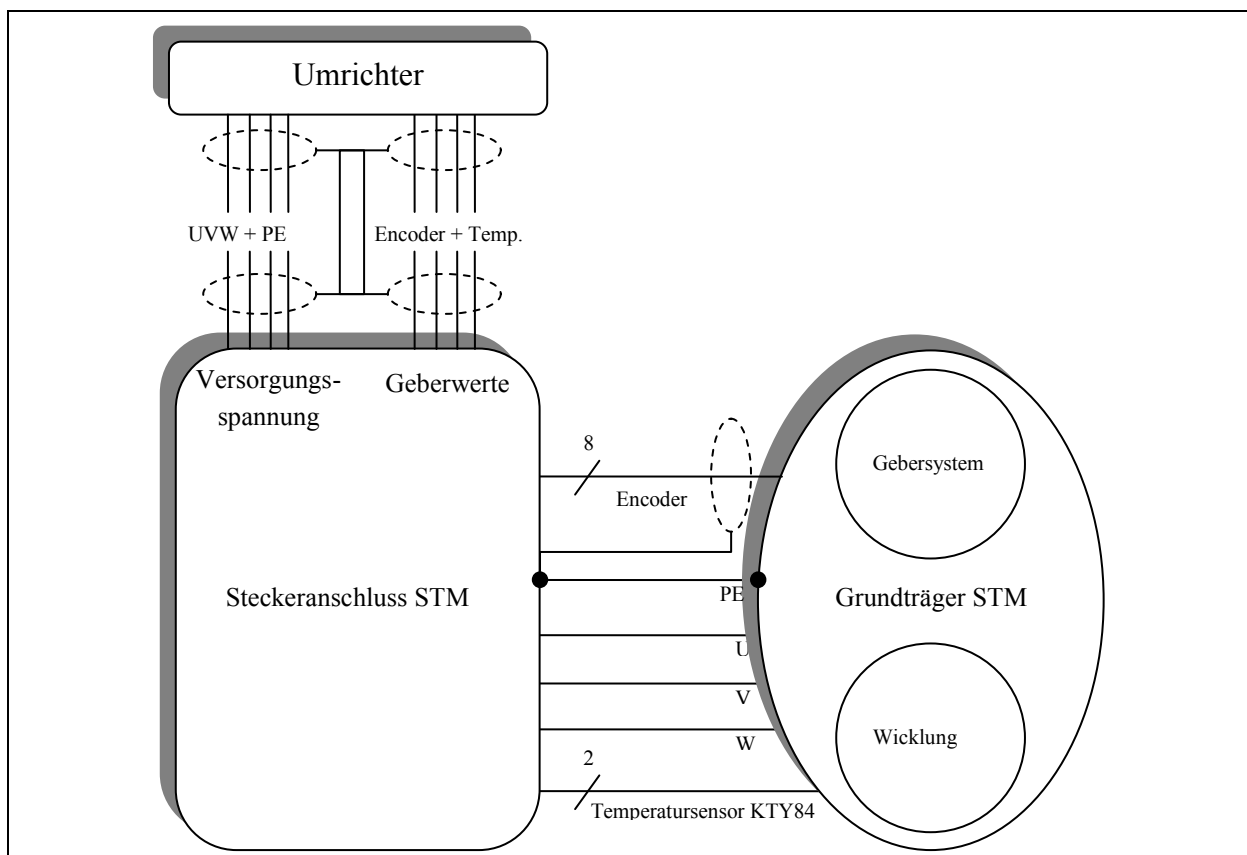 Umrichter
UVW + PE
Encoder + Temp.
Versorgungs-
spannung
Geberwerte
8
Encoder
Gebersystem
Steckeranschluss STM
PE
Grundträger STM
U
V
W
Wicklung
2
Temperatursensor KTY84